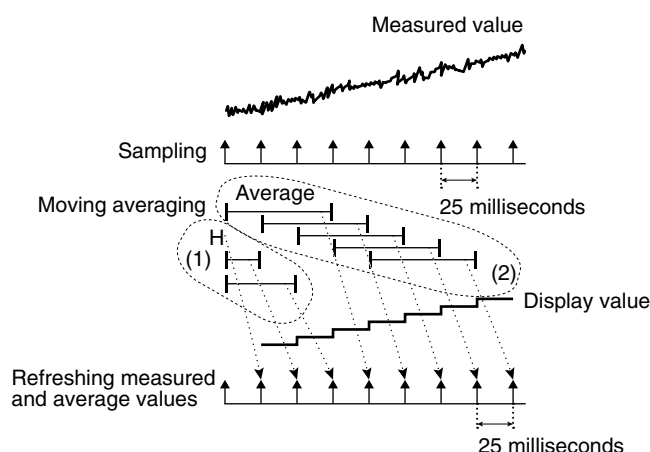 Measured value
Sampling
25 milliseconds
Moving averaging
Average
H
(1)
(2)
Display value
Refreshing measured
and average values
25 milliseconds